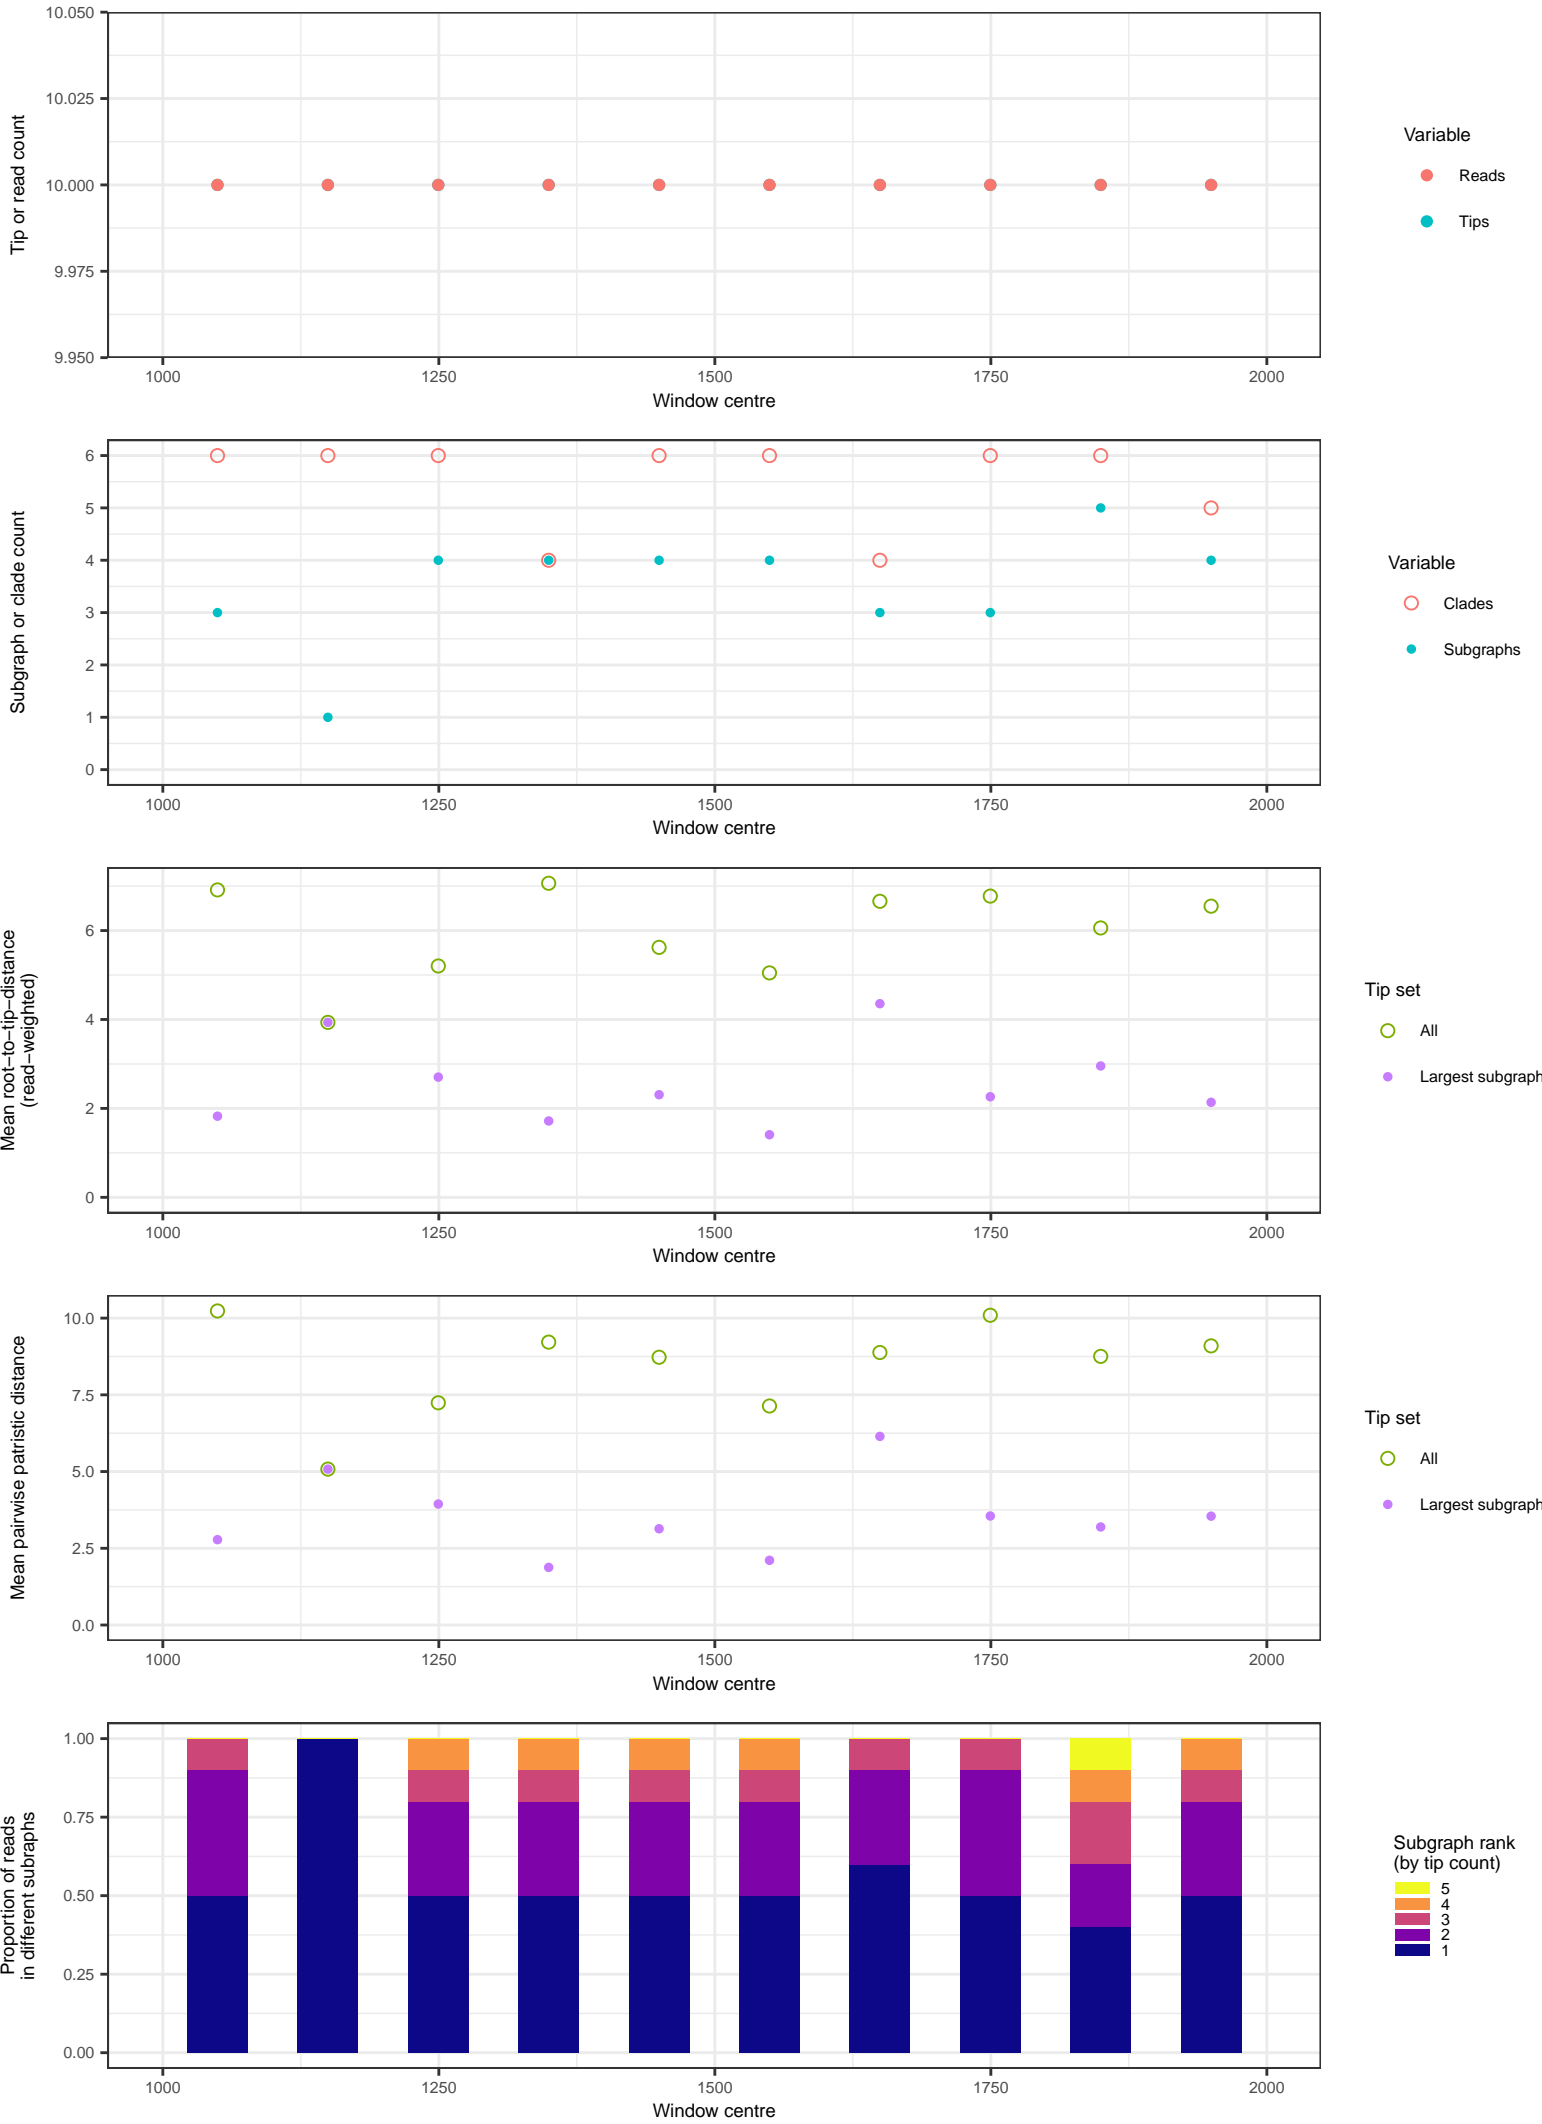 10.050
10.025
10.000
9.975
9.950
Tip or read count
1000 1250 1500 1750 2000
Window centre
Variable
Reads
Tips
6
5
4
3
2
1
0
Subgraph or clade count
1000 1250 1500 1750 2000
Window centre
Variable
Clades
Subgraphs
6
4
2
0
Mean root−to−tip−distance
(read−weighted)
1000 1250 1500 1750 2000
Window centre
Tip set
All
Largest subgraph
10.0
7.5
5.0
2.5
0.0
Mean pairwise patristic distance
1000 1250 1500 1750 2000
Window centre
Tip set
All
Largest subgraph
1.00
0.75
0.50
0.25
0.00
Proportion of reads
in different subraphs
1000 1250 1500 1750 2000
Window centre
Subgraph rank
(by tip count)
5
4
3
2
1